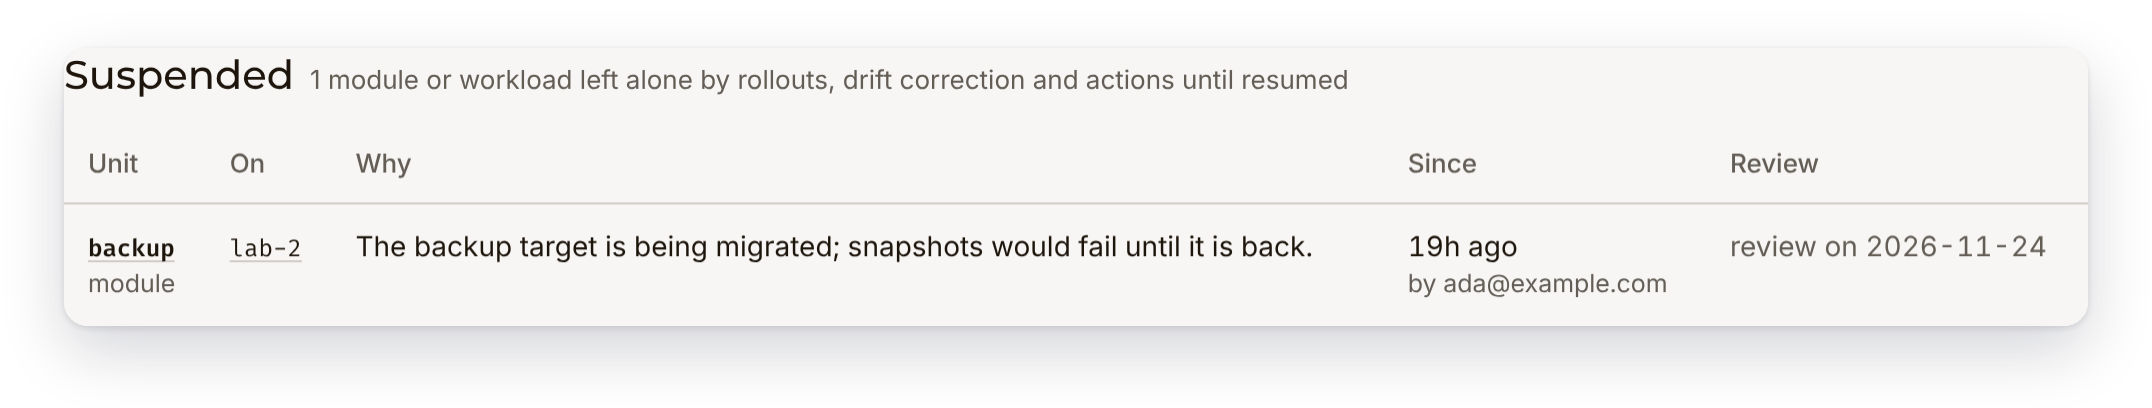 Suspended 1 module or workload left alone by rollouts, drift correction and actions until resumed
Unit On Why Since Review
backup lab-2 The backup target is being migrated; snapshots would fail until it is back. 19h ago review on 2026-11-24
module by ada@example.com